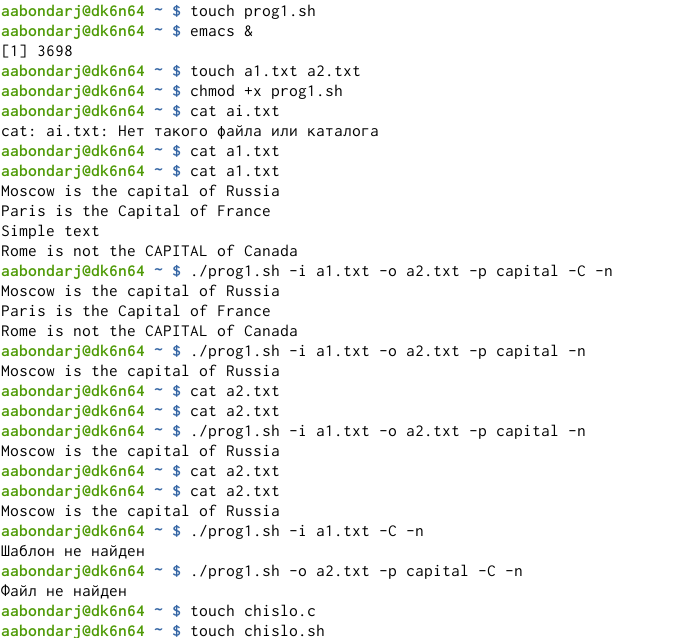 aabondarj@dk6n64 ~ $ touch prog1.sh
aabondarj@dk6n64 ~ $ emacs &
[1] 3698
aabondarj@dk6n64 ~ $ touch a1.txt a2.txt
aabondarj@dk6n64 ~ $ chmod +x prog1.sh
aabondarj@dk6n64 ~ $ cat ai.txt
cat: ai.txt: Нет такого файла или каталога
aabondarj@dk6n64 ~ $ cat a1.txt
aabondarj@dk6n64 ~ $ cat a1.txt
Moscow is the capital of Russia
Paris is the Capital of France
Simple text
Rome is not the CAPITAL of Canada
aabondarj@dk6n64 ~ $ ./prog1.sh -i a1.txt -o a2.txt -p capital -C -n
Moscow is the capital of Russia
Paris is the Capital of France
Rome is not the CAPITAL of Canada
aabondarj@dk6n64 ~ $ ./prog1.sh -i a1.txt -o a2.txt -p capital -n
Moscow is the capital of Russia
aabondarj@dk6n64 ~ $ cat a2.txt
aabondarj@dk6n64 ~ $ cat a2.txt
aabondarj@dk6n64 ~ $ ./prog1.sh -i a1.txt -o a2.txt -p capital -n
Moscow is the capital of Russia
aabondarj@dk6n64 ~ $ cat a2.txt
aabondarj@dk6n64 ~ $ cat a2.txt
Moscow is the capital of Russia
aabondarj@dk6n64 ~ $ ./prog1.sh -i a1.txt -C -n
Шаблон не найден
aabondarj@dk6n64 ~ $ ./prog1.sh -o a2.txt -p capital -C -n
Файл не найден
aabondarj@dk6n64 ~ $ touch chislo.c
aabondarj@dk6n64 ~ $ touch chislo.sh